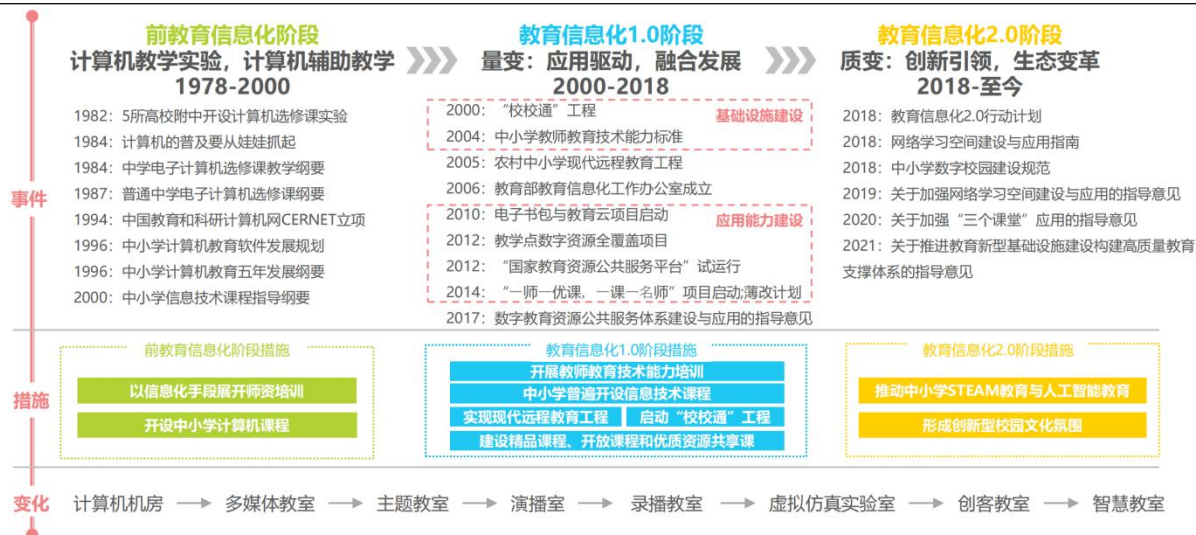 前教育信息化阶段
计算机教学实验，计算机辅助教学
1978-2000
教育信息化1.0阶段
量变：应用驱动，融合发展
2000-2018
教育信息化2.0阶段
质变：创新引领，生态变革
2018-至今
事件
1982：5所高校附中开设计算机选修课实验
1984：计算机的普及要从娃娃抓起
1984：中学电子计算机选修课教学纲要
1987：普通中学电子计算机选修课纲要
1994：中国教育和科研计算机网CERNET立项
1996：中小学计算机教育软件发展规划
1996：中小学计算机教育五年发展纲要
2000：中小学信息技术课程指导纲要
2000：“校校通”工程
基础设施建设
2004：中小学教师教育技术能力标准
2005：农村中小学现代远程教育工程
2006：教育部教育信息化工作办公室成立
2010：电子书包与教育云项目启动
应用能力建设
2012：教学点数字资源全覆盖项目
2012：“国家教育资源公共服务平台”试运行
2014：“一师一优课，一课一名师”项目启动;薄改计划
2017：数字教育资源公共服务体系建设与应用的指导意见
2018：教育信息化2.0行动计划
2018：网络学习空间建设与应用指南
2018：中小学数字校园建设规范
2019：关于加强网络学习空间建设与应用的指导意见
2020：关于加强“三个课堂”应用的指导意见
2021：关于推进教育新型基础设施建设构建高质量教育
支撑体系的指导意见
措施
前教育信息化阶段措施
以信息化手段展开师资培训
开设中小学计算机课程
教育信息化1.0阶段措施
开展教师教育技术能力培训
中小学普遍开设信息技术课程
实现现代远程教育工程
启动“校校通”工程
建设精品课程、开放课程和优质资源共享课
教育信息化2.0阶段措施
推动中小学STEAM教育与人工智能教育
形成创新型校园文化氛围
变化
计算机机房 → 多媒体教室 → 主题教室 → 演播室 → 录播教室 → 虚拟仿真实验室 → 创客教室 → 智慧教室